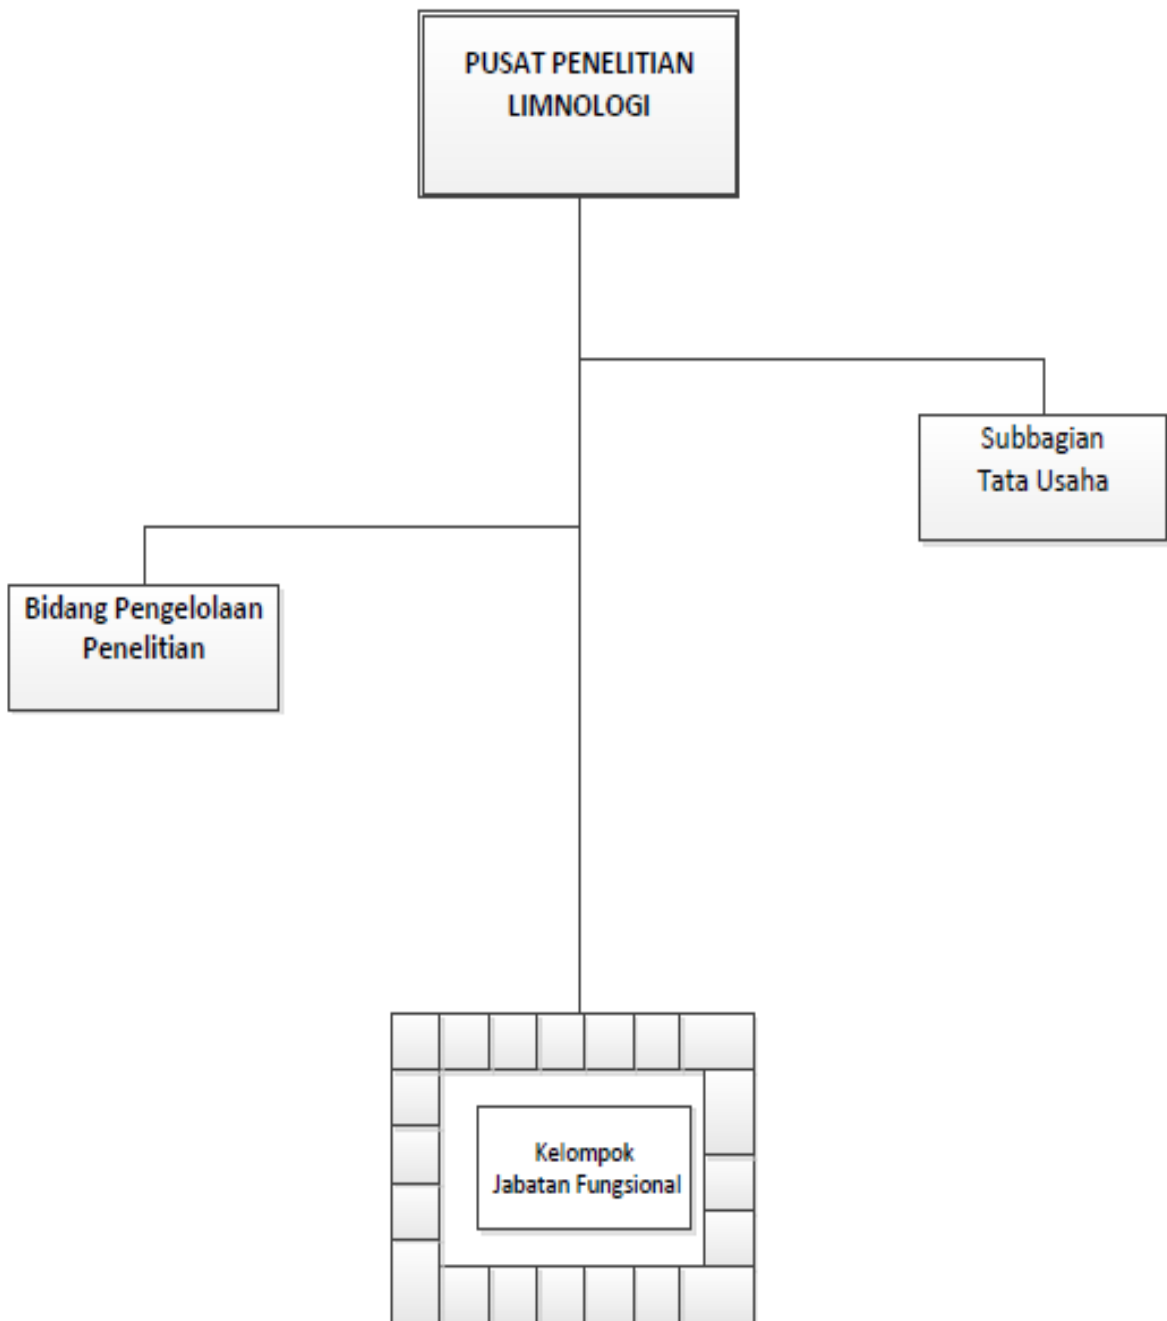 PUSAT PENELITIAN
LIMNOLOGI
Subbagian
Tata Usaha
Bidang Pengelolaan
Penelitian
Kelompok
Jabatan Fungsional